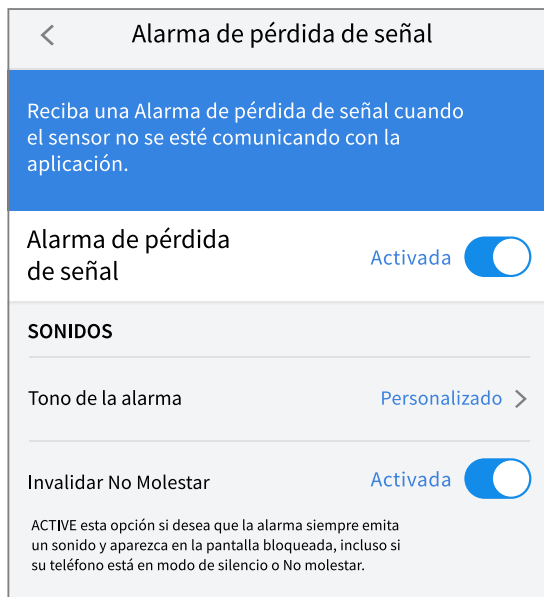 Alarma de pérdida de señal
Reciba una Alarma de pérdida de señal cuando
el sensor no se esté comunicando con la
aplicación.
Alarma de pérdida
de señal
Activada
SONIDOS
Tono de la alarma
Personalizado
Invalidar No Molestar
Activada
ACTIVE esta opción si desea que la alarma siempre emita
un sonido y aparezca en la pantalla bloqueada, incluso si
su teléfono está en modo de silencio o No molestar.